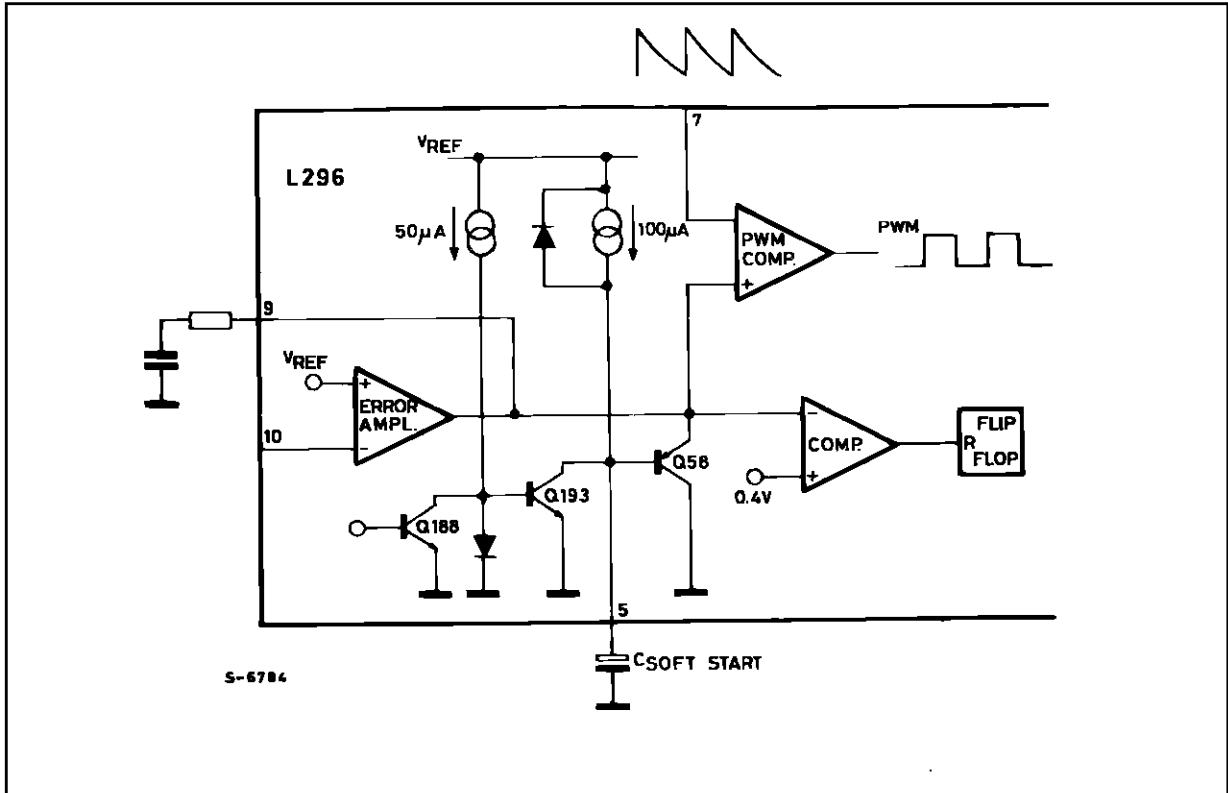 7
VREF
L296
50µA
100µA
PWM
COMP.
+
PWM
9
VREF
+
ERROR
AMPL.
-
10
-
COMP.
+
0.4V
FLIP
R
FLOP
Q58
Q193
Q188
5
CSOFT START
S-6784